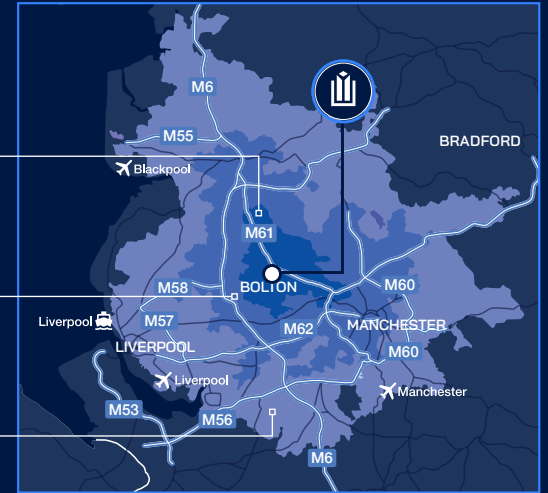 M6
M55
BRADFORD
Blackpool
M61
M58
BOLTON
M60
Liverpool
M57
M62
MANCHESTER
LIVERPOOL
M60
Liverpool
Manchester
M53
M56
M6